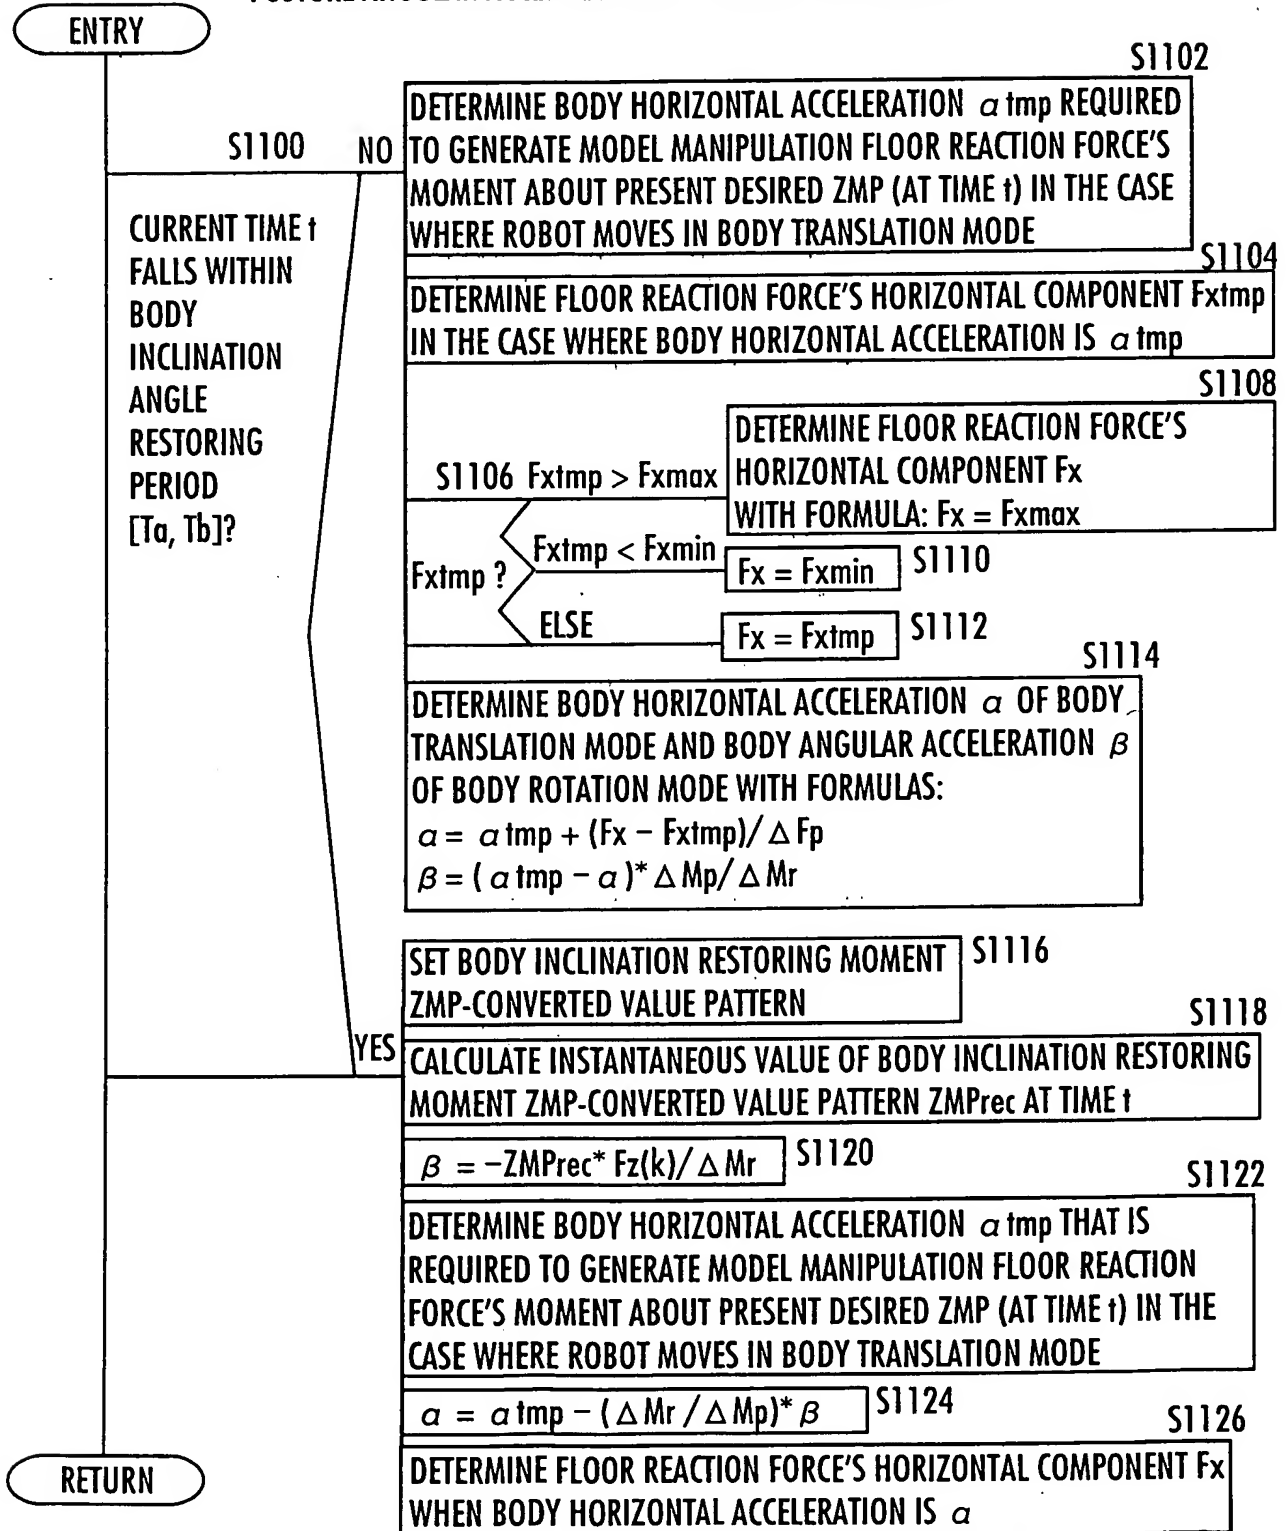 ENTRY
S1100
NO
CURRENT TIME t
FALLS WITHIN
BODY
INCLINATION
ANGLE
RESTORING
PERIOD
[Ta, Tb]?
S1102
DETERMINE BODY HORIZONTAL ACCELERATION α tmp REQUIRED
TO GENERATE MODEL MANIPULATION FLOOR REACTION FORCE'S
MOMENT ABOUT PRESENT DESIRED ZMP (AT TIME t) IN THE CASE
WHERE ROBOT MOVES IN BODY TRANSLATION MODE
S1104
DETERMINE FLOOR REACTION FORCE'S HORIZONTAL COMPONENT Fxtmp
IN THE CASE WHERE BODY HORIZONTAL ACCELERATION IS α tmp
S1106 Fxtmp > Fxmax
S1108
DETERMINE FLOOR REACTION FORCE'S
HORIZONTAL COMPONENT Fx
WITH FORMULA: Fx = Fxmax
Fxtmp ?
Fxtmp < Fxmin
Fx = Fxmin
S1110
ELSE
Fx = Fxtmp
S1112
S1114
DETERMINE BODY HORIZONTAL ACCELERATION α OF BODY
TRANSLATION MODE AND BODY ANGULAR ACCELERATION β
OF BODY ROTATION MODE WITH FORMULAS:
α = α tmp + (Fx − Fxtmp)/ΔFp
β = (α tmp − α)* ΔMp/ΔMr
YES
SET BODY INCLINATION RESTORING MOMENT
ZMP-CONVERTED VALUE PATTERN
S1116
S1118
CALCULATE INSTANTANEOUS VALUE OF BODY INCLINATION RESTORING
MOMENT ZMP-CONVERTED VALUE PATTERN ZMPrec AT TIME t
β = −ZMPrec* Fz(k)/ΔMr
S1120
S1122
DETERMINE BODY HORIZONTAL ACCELERATION α tmp THAT IS
REQUIRED TO GENERATE MODEL MANIPULATION FLOOR REACTION
FORCE'S MOMENT ABOUT PRESENT DESIRED ZMP (AT TIME t) IN THE
CASE WHERE ROBOT MOVES IN BODY TRANSLATION MODE
α = α tmp − (ΔMr/ΔMp)* β
S1124
S1126
DETERMINE FLOOR REACTION FORCE'S HORIZONTAL COMPONENT Fx
WHEN BODY HORIZONTAL ACCELERATION IS α
RETURN